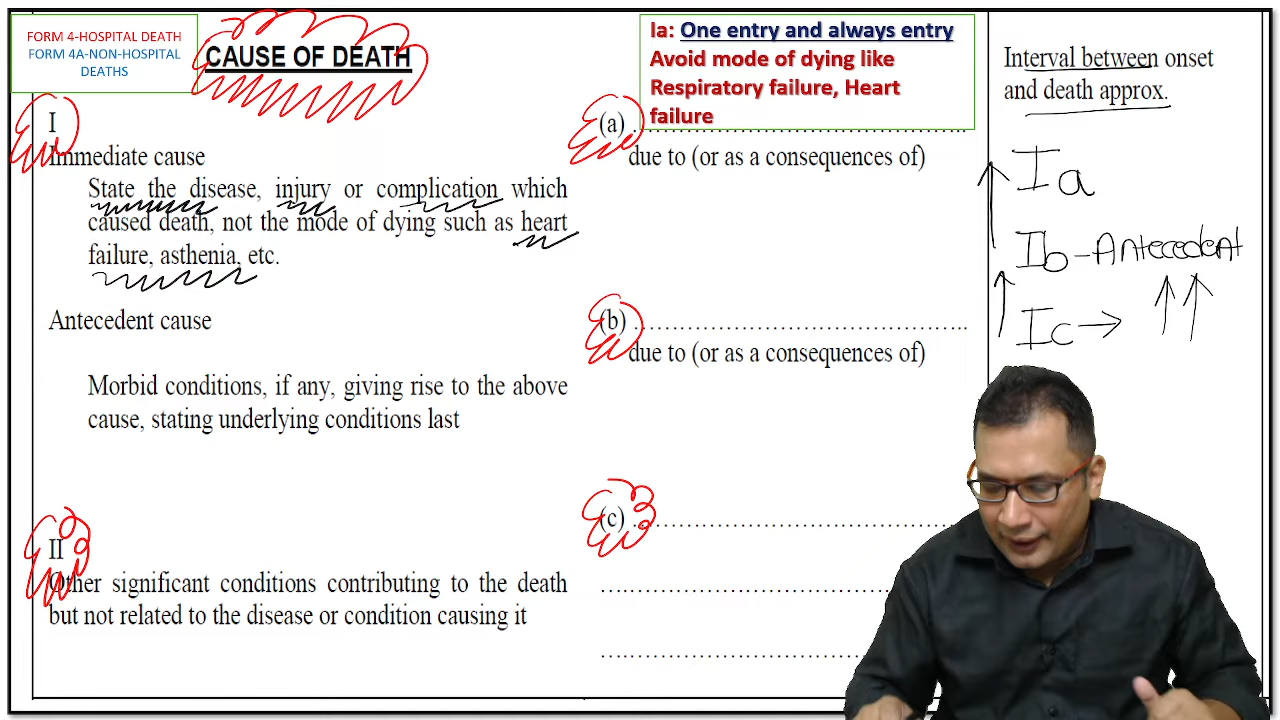 FORM 4-HOSPITAL DEATH
FORM 4A-NON-HOSPITAL
DEATHS
CAUSE OF DEATH
Ia: One entry and always entry
Avoid mode of dying like
Respiratory failure, Heart
failure
Interval between onset
and death approx.
I
Immediate cause
State the disease, injury or complication which
caused death, not the mode of dying such as heart
failure, asthenia, etc.
(a) ................................................
due to (or as a consequences of)
Antecedent cause
(b) ................................................
due to (or as a consequences of)
Morbid conditions, if any, giving rise to the above
cause, stating underlying conditions last
(c) ................................................
II
Other significant conditions contributing to the death
but not related to the disease or condition causing it
Ia
Ib - Antecedent
Ic →